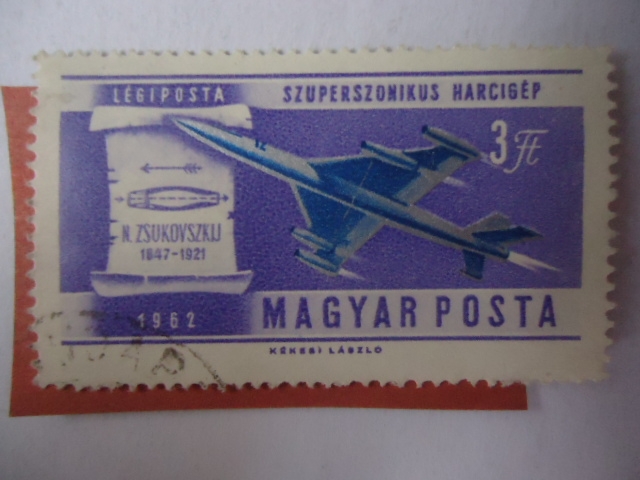 LÉGIPOSTA
SZUPERSZONIKUS HARCIGÉP
3 Ft
N. ZSUKOVSZKIJ
1847-1921
1962
MAGYAR POSTA
KÉKESI LÁSZLÓ